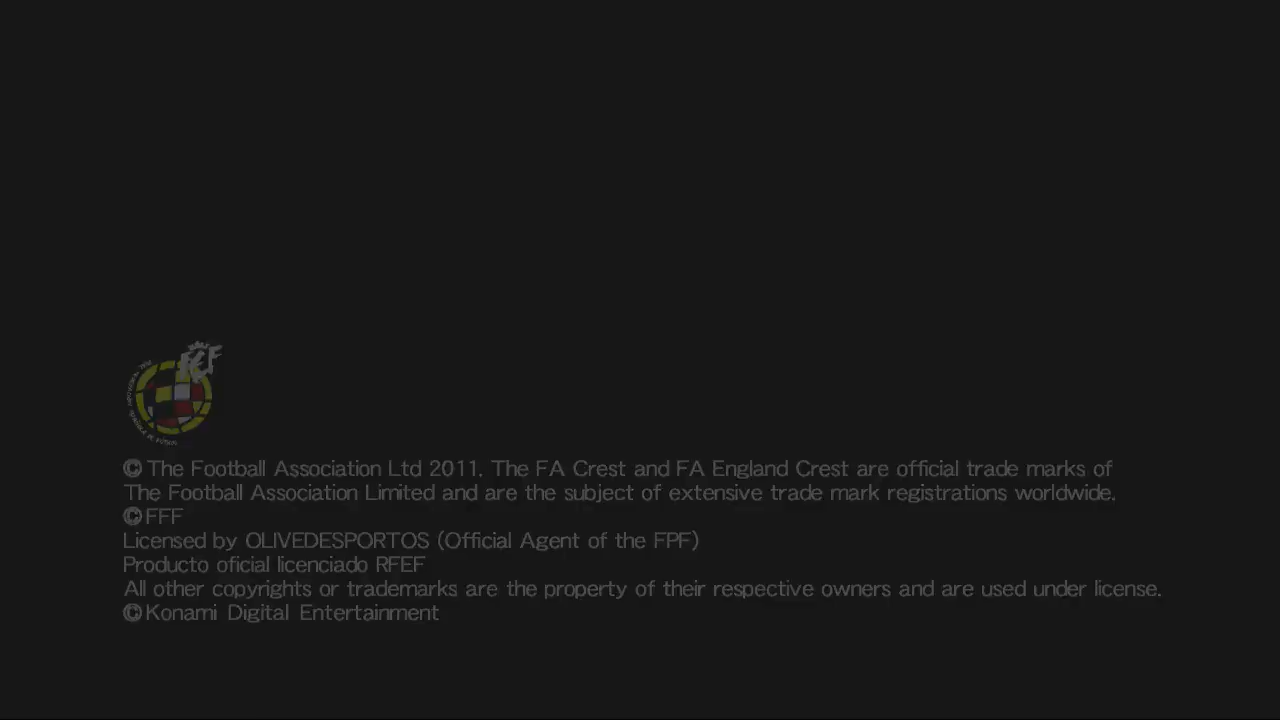 © The Football Association Ltd 2011. The FA Crest and FA England Crest are official trade marks of
The Football Association Limited and are the subject of extensive trade mark registrations worldwide.
© FFF
Licensed by OLIVEDESPORTOS (Official Agent of the FPF)
Producto oficial licenciado RFEF
All other copyrights or trademarks are the property of their respective owners and are used under license.
© Konami Digital Entertainment